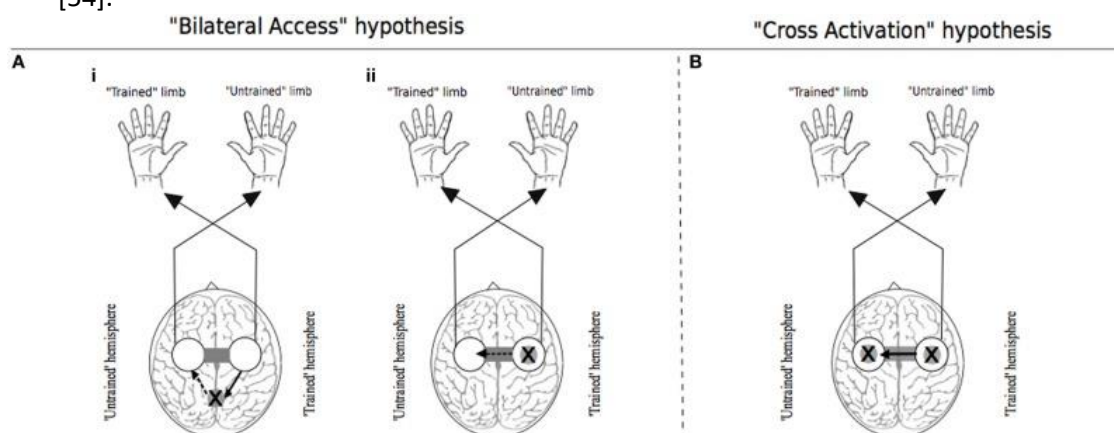 [54].
"Bilateral Access" hypothesis
"Cross Activation" hypothesis
A
B
i
ii
"Trained" limb
"Untrained" limb
"Trained" limb
"Untrained" limb
"Trained" limb
"Untrained" limb
'Untrained' hemisphere
X
'Trained' hemisphere
'Untrained' hemisphere
X
'Trained' hemisphere
'Untrained' hemisphere
X
X
'Trained' hemisphere